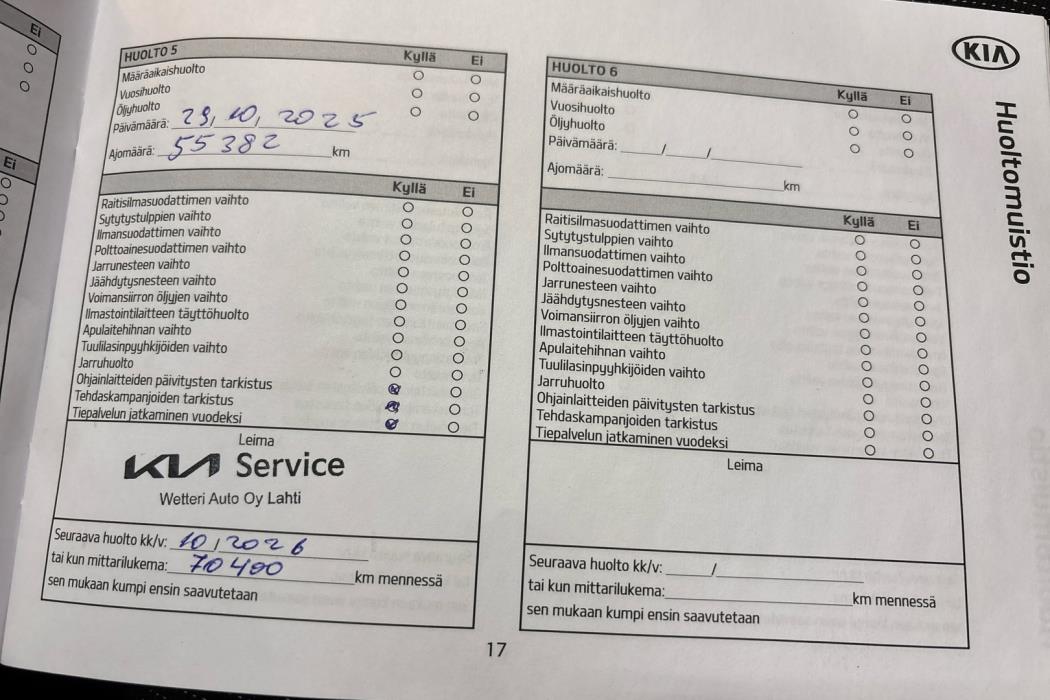 Ei
Ei
HUOLTO 5 Kyllä Ei
Määräaikaishuolto
Vuosihuolto
Öljyhuolto
Päivämäärä: 29, 10, 2025
Ajomäärä: 55382 km
Kyllä Ei
Raitisilmasuodattimen vaihto
Sytytystulppien vaihto
Ilmansuodattimen vaihto
Polttoainesuodattimen vaihto
Jarrunesteen vaihto
Jäähdytysnesteen vaihto
Voimansiirron öljyjen vaihto
Ilmastointilaitteen täyttöhuolto
Apulaitehihnan vaihto
Tuulilasinpyyhkijöiden vaihto
Jarruhuolto
Ohjainlaitteiden päivitysten tarkistus
Tehdaskampanjoiden tarkistus
Tiepalvelun jatkaminen vuodeksi
Leima
KIA Service
Wetteri Auto Oy Lahti
Seuraava huolto kk/v: 10 / 2026
tai kun mittarilukema: 70400 km mennessä
sen mukaan kumpi ensin saavutetaan
HUOLTO 6 Kyllä Ei
Määräaikaishuolto
Vuosihuolto
Öljyhuolto
Päivämäärä: / /
Ajomäärä: km
Kyllä Ei
Raitisilmasuodattimen vaihto
Sytytystulppien vaihto
Ilmansuodattimen vaihto
Polttoainesuodattimen vaihto
Jarrunesteen vaihto
Jäähdytysnesteen vaihto
Voimansiirron öljyjen vaihto
Ilmastointilaitteen täyttöhuolto
Apulaitehihnan vaihto
Tuulilasinpyyhkijöiden vaihto
Jarruhuolto
Ohjainlaitteiden päivitysten tarkistus
Tehdaskampanjoiden tarkistus
Tiepalvelun jatkaminen vuodeksi
Leima
Seuraava huolto kk/v: /
tai kun mittarilukema: km mennessä
sen mukaan kumpi ensin saavutetaan
KIA
Huoltomuistio
17